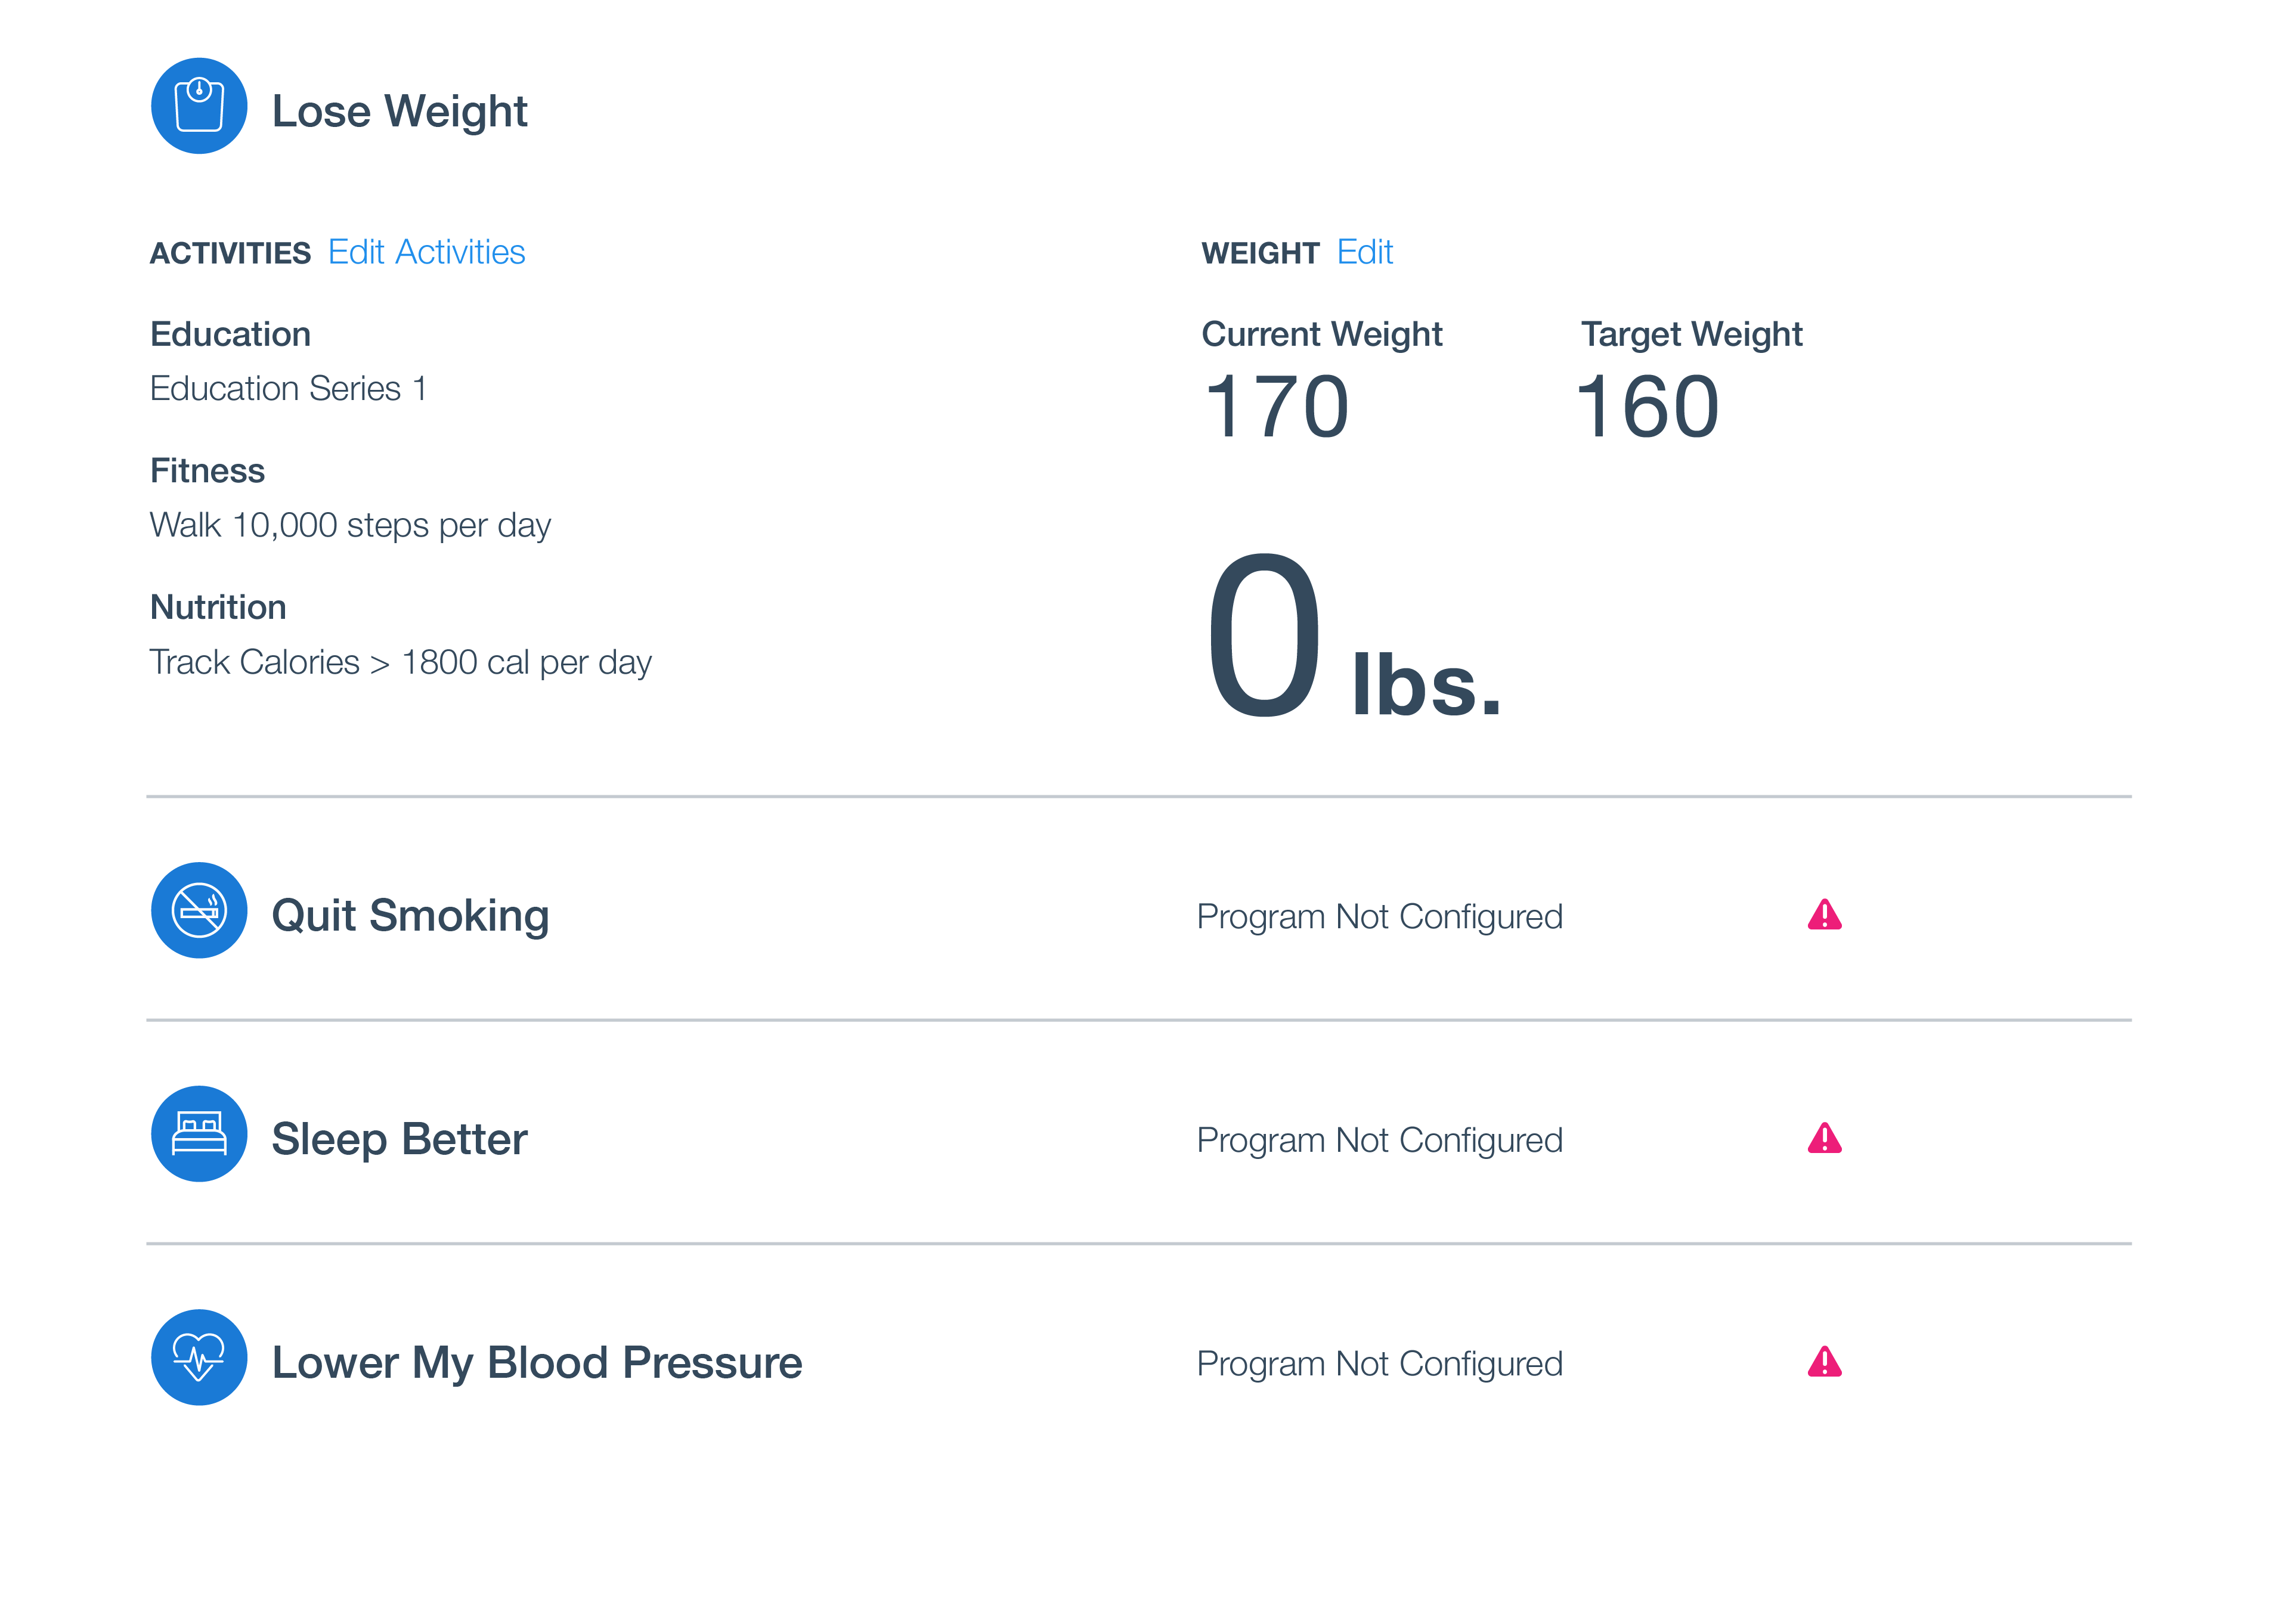 Lose Weight
ACTIVITIES Edit Activities
Education
Education Series 1
Fitness
Walk 10,000 steps per day
Nutrition
Track Calories > 1800 cal per day
WEIGHT Edit
Current Weight
170
Target Weight
160
0 lbs.
Quit Smoking
Program Not Configured
Sleep Better
Program Not Configured
Lower My Blood Pressure
Program Not Configured